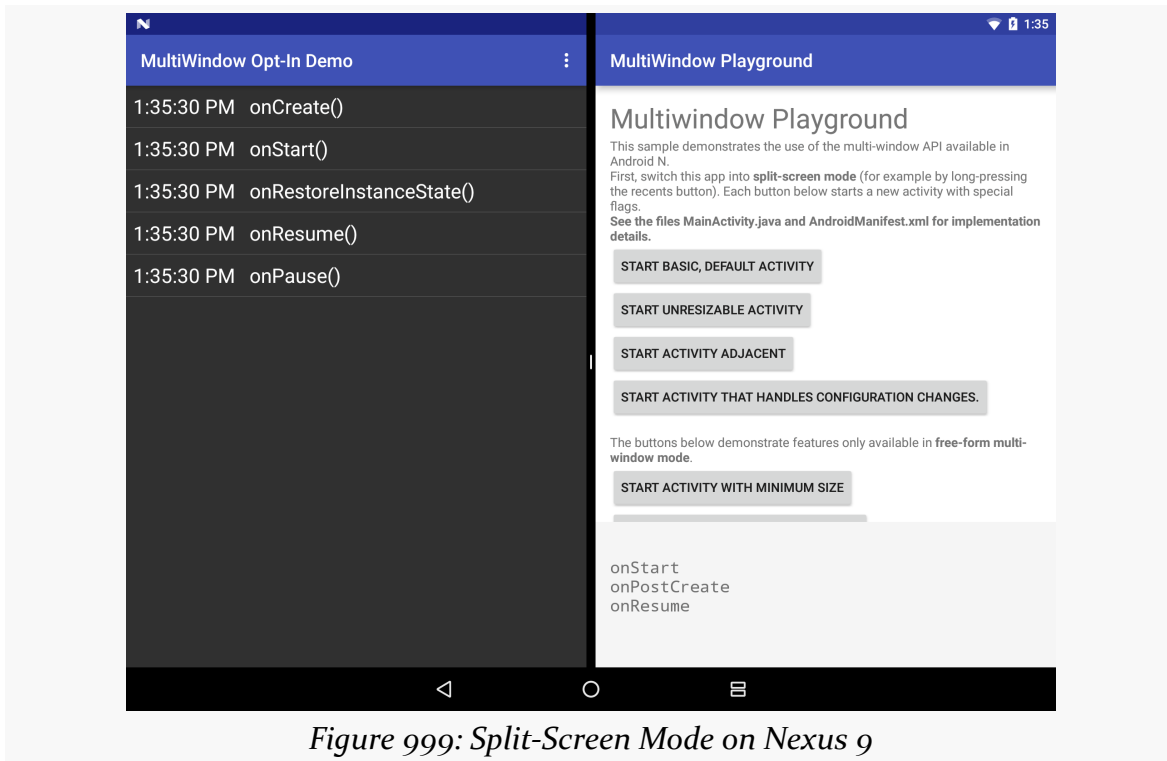 1:35
MultiWindow Opt-In Demo
1:35:30 PM onCreate()
1:35:30 PM onStart()
1:35:30 PM onRestoreInstanceState()
1:35:30 PM onResume()
1:35:30 PM onPause()
MultiWindow Playground
Multiwindow Playground
This sample demonstrates the use of the multi-window API available in
Android N.
First, switch this app into split-screen mode (for example by long-pressing
the recents button). Each button below starts a new activity with special
flags.
See the files MainActivity.java and AndroidManifest.xml for implementation
details.
START BASIC, DEFAULT ACTIVITY
START UNRESIZABLE ACTIVITY
START ACTIVITY ADJACENT
START ACTIVITY THAT HANDLES CONFIGURATION CHANGES.
The buttons below demonstrate features only available in free-form multi-
window mode.
START ACTIVITY WITH MINIMUM SIZE
onStart
onPostCreate
onResume
Figure 999: Split-Screen Mode on Nexus 9